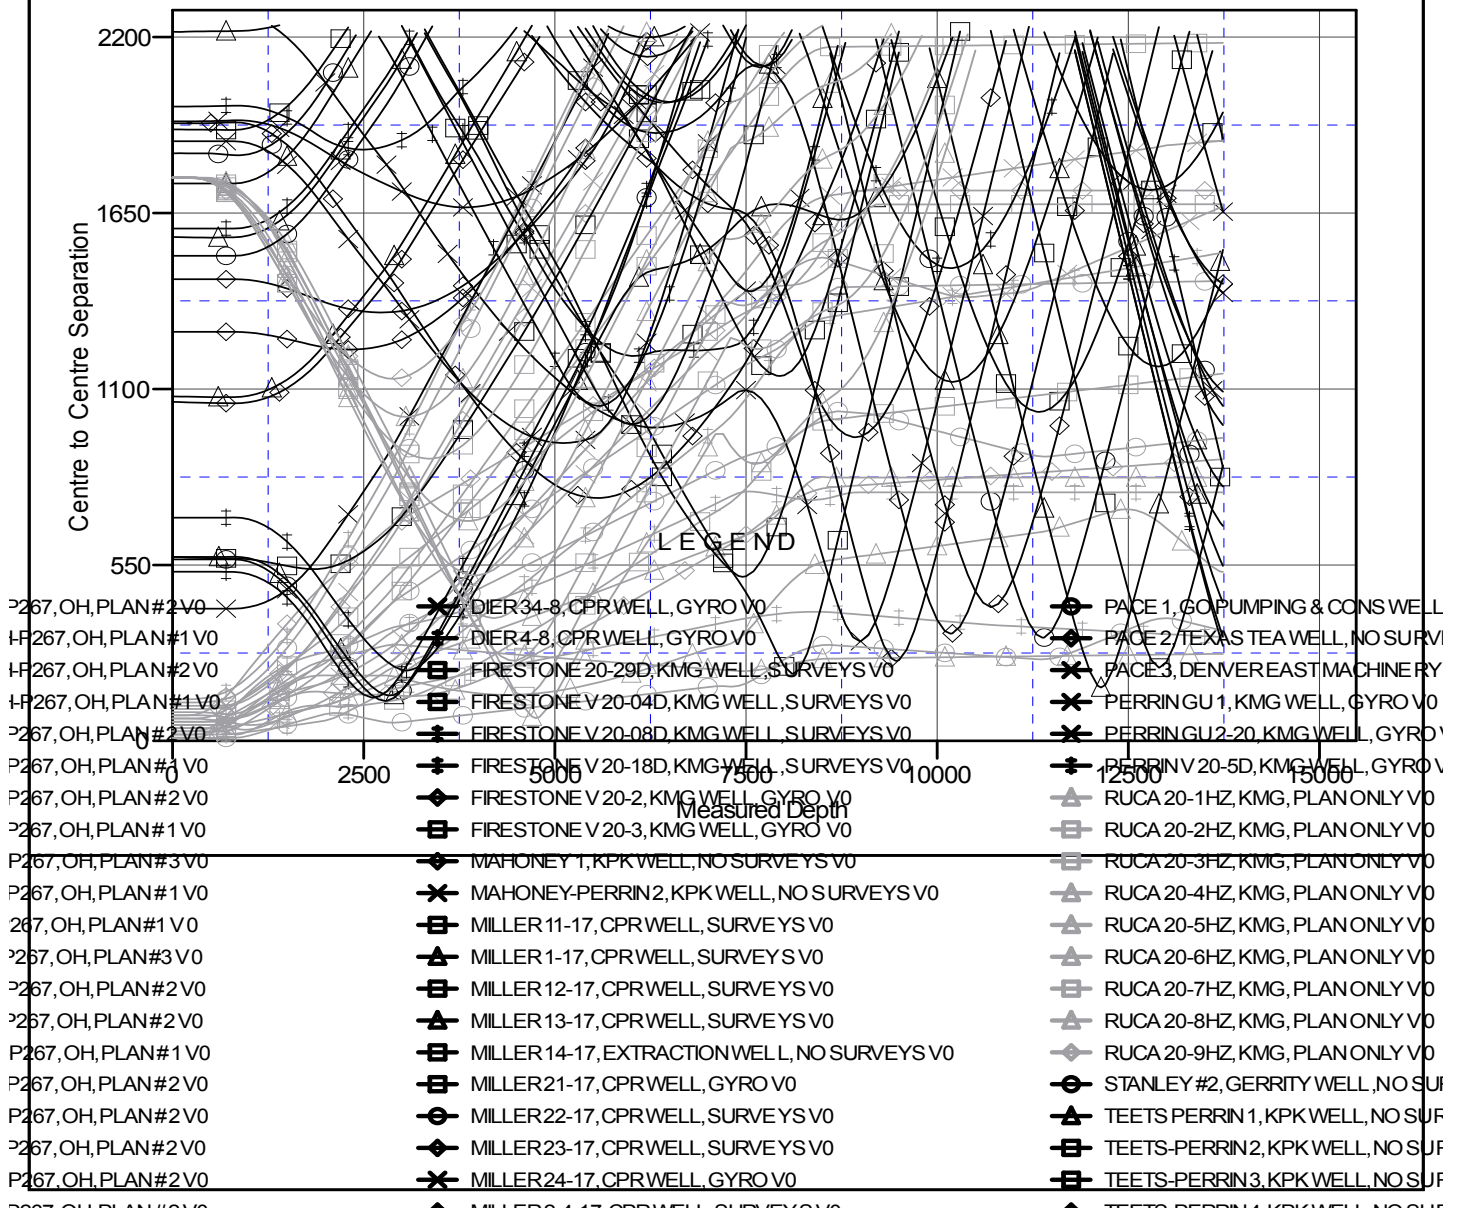 2200
1650
1100
550
0
Centre to Centre Separation
0 2500 5000 7500 10000 12500 15000
Measured Depth
LEGEND
P267, OH, PLAN #2 V0
P267, OH, PLAN #1 V0
P267, OH, PLAN #2 V0
P267, OH, PLAN #1 V0
P267, OH, PLAN #2 V0
P267, OH, PLAN #1 V0
P267, OH, PLAN #2 V0
P267, OH, PLAN #1 V0
P267, OH, PLAN #3 V0
P267, OH, PLAN #1 V0
267, OH, PLAN #1 V0
P267, OH, PLAN #3 V0
P267, OH, PLAN #2 V0
P267, OH, PLAN #2 V0
P267, OH, PLAN #1 V0
P267, OH, PLAN #2 V0
P267, OH, PLAN #2 V0
P267, OH, PLAN #2 V0
P267, OH, PLAN #2 V0
DIER 34-8, CPR WELL, GYRO V0
DIER 4-8, CPR WELL, GYRO V0
FIRESTONE 20-29D, KMG WELL, SURVEYS V0
FIRESTONE V 20-04D, KMG WELL, SURVEYS V0
FIRESTONE V 20-08D, KMG WELL, SURVEYS V0
FIRESTONE V 20-18D, KMG WELL, SURVEYS V0
FIRESTONE V 20-2, KMG WELL, GYRO V0
FIRESTONE V 20-3, KMG WELL, GYRO V0
MAHONEY 1, KPK WELL, NO SURVEYS V0
MAHONEY-PERRIN 2, KPK WELL, NO SURVEYS V0
MILLER 11-17, CPR WELL, SURVEYS V0
MILLER 1-17, CPR WELL, SURVEYS V0
MILLER 12-17, CPR WELL, SURVEYS V0
MILLER 13-17, CPR WELL, SURVEYS V0
MILLER 14-17, EXTRACTION WELL, NO SURVEYS V0
MILLER 21-17, CPR WELL, GYRO V0
MILLER 22-17, CPR WELL, SURVEYS V0
MILLER 23-17, CPR WELL, SURVEYS V0
MILLER 24-17, CPR WELL, GYRO V0
PACE 1, GO PUMPING & CONS WELL
PACE 2 TEXAS TEA WELL, NO SURV
PACE 3, DENVER EAST MACHINERY
PERRIN GU 1, KMG WELL, GYRO V0
PERRIN GU 2-20, KMG WELL, GYRO
PERRIN V 20-5D, KMG WELL, GYRO
RUCA 20-1HZ, KMG, PLAN ONLY V0
RUCA 20-2HZ, KMG, PLAN ONLY V0
RUCA 20-3HZ, KMG, PLAN ONLY V0
RUCA 20-4HZ, KMG, PLAN ONLY V0
RUCA 20-5HZ, KMG, PLAN ONLY V0
RUCA 20-6HZ, KMG, PLAN ONLY V0
RUCA 20-7HZ, KMG, PLAN ONLY V0
RUCA 20-8HZ, KMG, PLAN ONLY V0
RUCA 20-9HZ, KMG, PLAN ONLY V0
STANLEY #2, GERRITY WELL, NO SU
TEETS PERRIN 1, KPK WELL, NO SUR
TEETS-PERRIN 2, KPK WELL, NO SU
TEETS-PERRIN 3, KPK WELL, NO SU